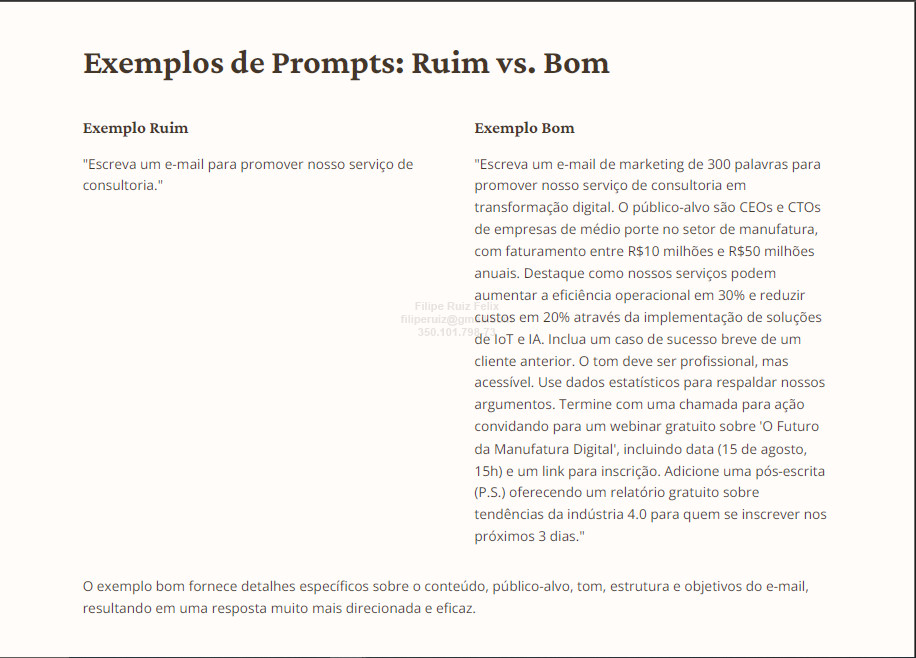 Exemplos de Prompts: Ruim vs. Bom
Exemplo Ruim
"Escreva um e-mail para promover nosso serviço de
consultoria."
Exemplo Bom
"Escreva um e-mail de marketing de 300 palavras para
promover nosso serviço de consultoria em
transformação digital. O público-alvo são CEOs e CTOs
de empresas de médio porte no setor de manufatura,
com faturamento entre R$10 milhões e R$50 milhões
anuais. Destaque como nossos serviços podem
aumentar a eficiência operacional em 30% e reduzir
custos em 20% através da implementação de soluções
de IoT e IA. Inclua um caso de sucesso breve de um
cliente anterior. O tom deve ser profissional, mas
acessível. Use dados estatísticos para respaldar nossos
argumentos. Termine com uma chamada para ação
convidando para um webinar gratuito sobre 'O Futuro
da Manufatura Digital', incluindo data (15 de agosto,
15h) e um link para inscrição. Adicione uma pós-escrita
(P.S.) oferecendo um relatório gratuito sobre
tendências da indústria 4.0 para quem se inscrever nos
próximos 3 dias."
Filipe Ruiz Felix
350.101.798-73
O exemplo bom fornece detalhes específicos sobre o conteúdo, público-alvo, tom, estrutura e objetivos do e-mail,
resultando em uma resposta muito mais direcionada e eficaz.